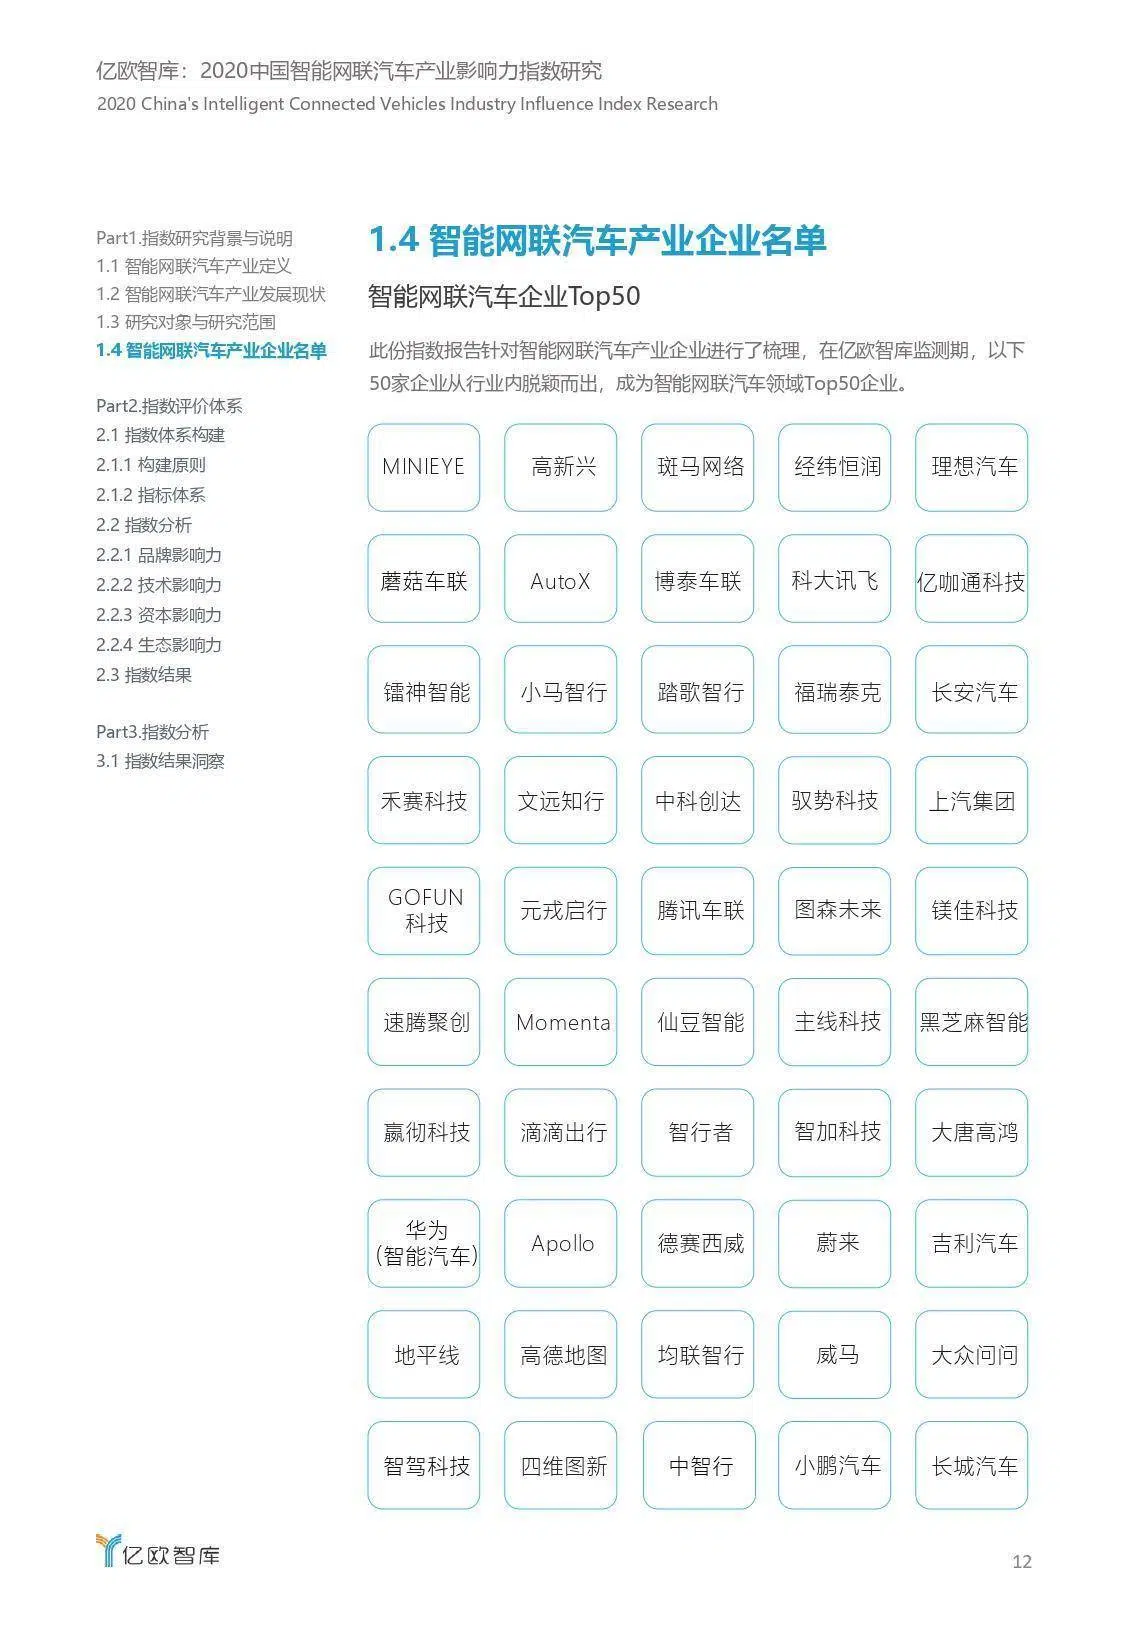 亿欧智库：2020中国智能网联汽车产业影响力指数研究
2020 China's Intelligent Connected Vehicles Industry Influence Index Research
Part1.指数研究背景与说明
1.1 智能网联汽车产业定义
1.2 智能网联汽车产业发展现状
1.3 研究对象与研究范围
1.4 智能网联汽车产业企业名单
Part2.指数评价体系
2.1 指数体系构建
2.1.1 构建原则
2.1.2 指标体系
2.2 指数分析
2.2.1 品牌影响力
2.2.2 技术影响力
2.2.3 资本影响力
2.2.4 生态影响力
2.3 指数结果
Part3.指数分析
3.1 指数结果洞察
1.4 智能网联汽车产业企业名单
智能网联汽车企业Top50
此份指数报告针对智能网联汽车产业企业进行了梳理，在亿欧智库监测期，以下
50家企业从行业内脱颖而出，成为智能网联汽车领域Top50企业。
MINIEYE 高新兴 斑马网络 经纬恒润 理想汽车
蘑菇车联 AutoX 博泰车联 科大讯飞 亿咖通科技
镭神智能 小马智行 踏歌智行 福瑞泰克 长安汽车
禾赛科技 文远知行 中科创达 驭势科技 上汽集团
GOFUN
科技 元戎启行 腾讯车联 图森未来 镁佳科技
速腾聚创 Momenta 仙豆智能 主线科技 黑芝麻智能
嬴彻科技 滴滴出行 智行者 智加科技 大唐高鸿
华为
(智能汽车) Apollo 德赛西威 蔚来 吉利汽车
地平线 高德地图 均联智行 威马 大众问问
智驾科技 四维图新 中智行 小鹏汽车 长城汽车
亿欧智库
12